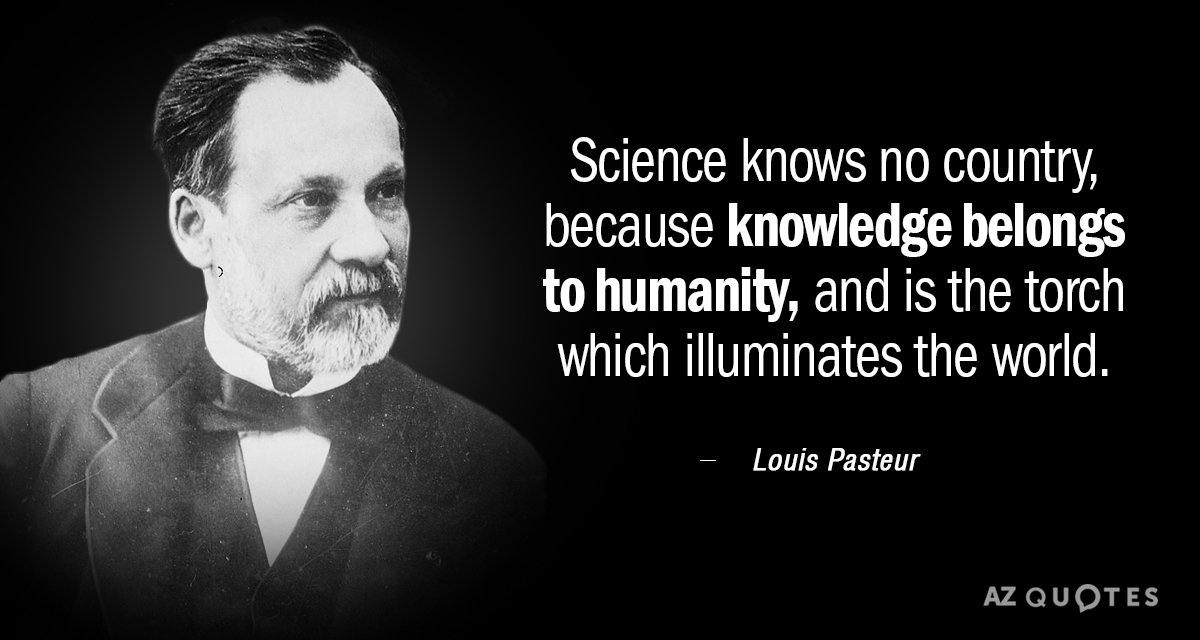 Science knows no country,
because knowledge belongs
to humanity, and is the torch
which illuminates the world.
– Louis Pasteur
AZ QUOTES